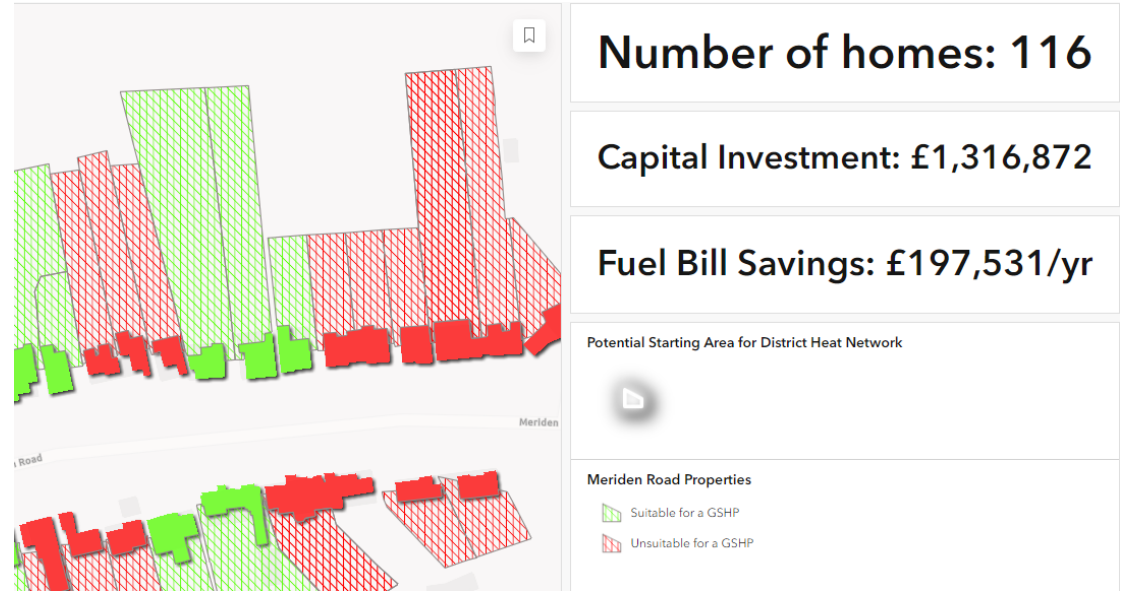 Number of homes: 116
Capital Investment: £1,316,872
Fuel Bill Savings: £197,531/yr
Potential Starting Area for District Heat Network
Meriden
Road
Meriden Road Properties
Suitable for a GSHP
Unsuitable for a GSHP